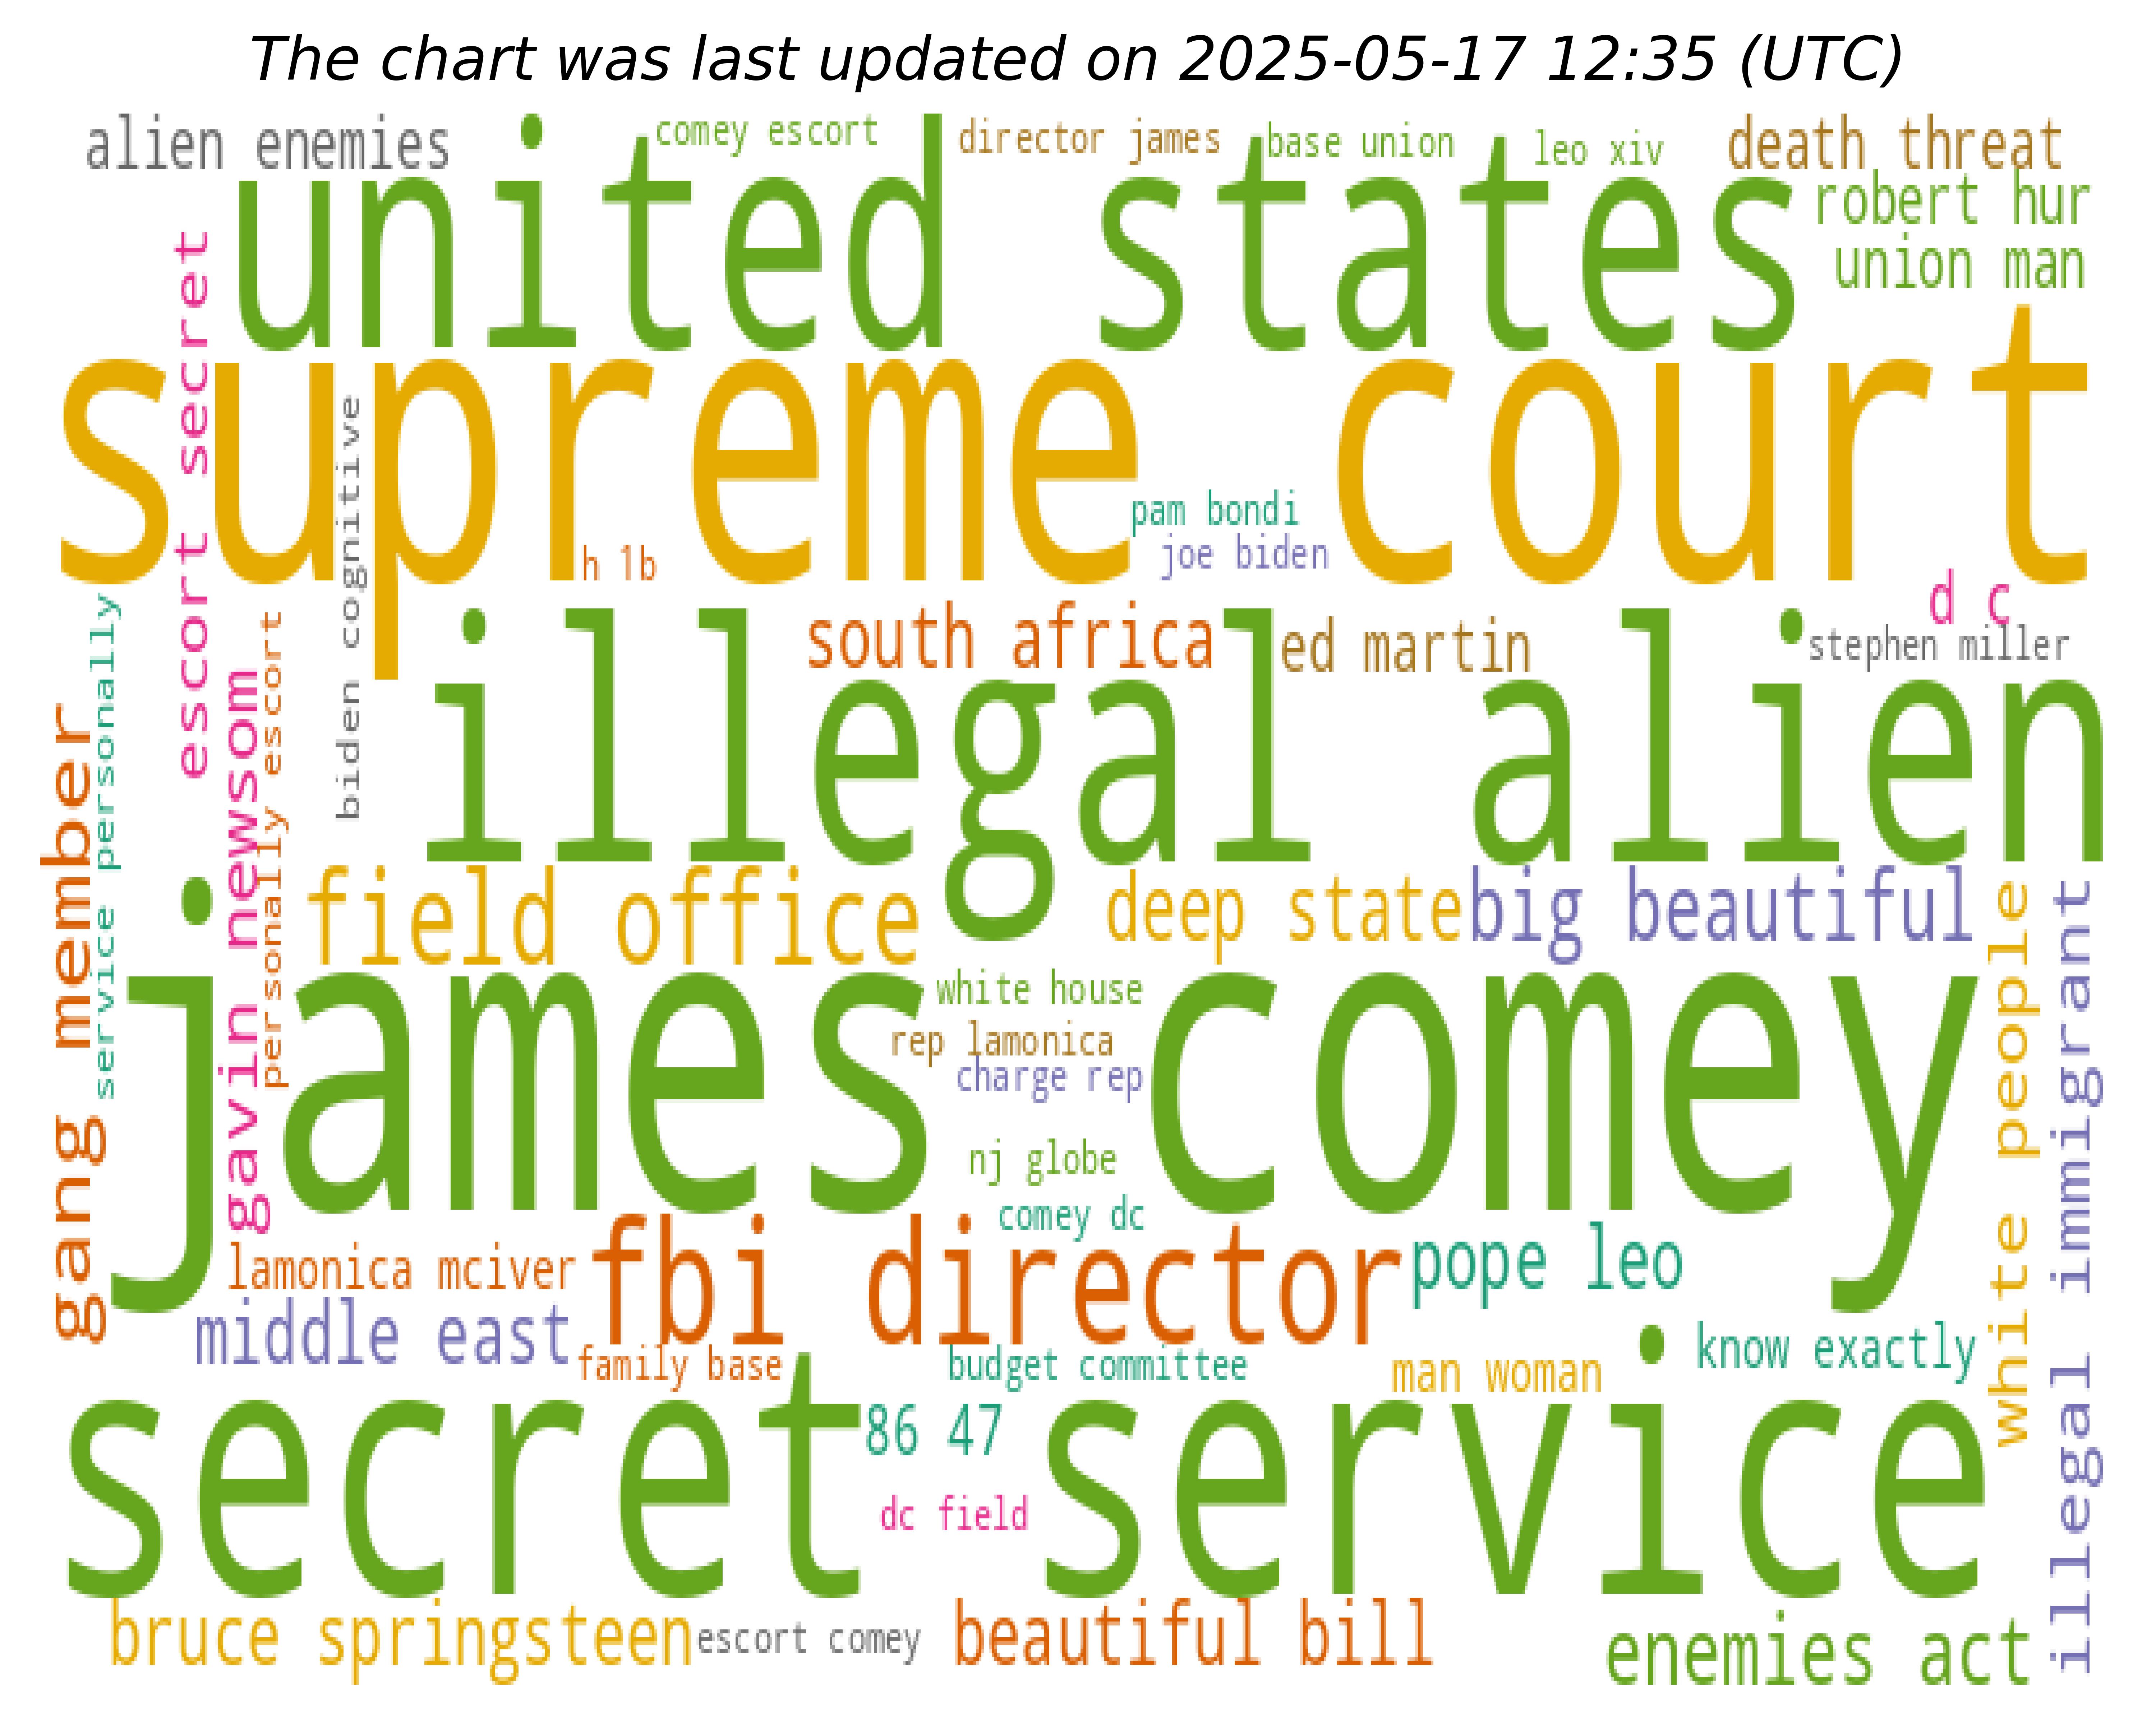 The chart was last updated on 2025-05-17 12:35 (UTC)
alien enemies
comey escort
director james
base union
leo xiv
death threat
united states
robert hur
union man
escort secret
supreme court
biden cognitive
pam bondi
joe biden
h 1b
d c
south africa
ed martin
stephen miller
illegal alien
service personally
personally escort
gavin newsom
gang member
field office
deep state
big beautiful
white people
illegal immigrant
james comey
white house
rep lamonica
charge rep
nj globe
comey dc
lamonica mciver
fbi director
pope leo
middle east
family base
budget committee
man woman
know exactly
secret service
86 47
dc field
bruce springsteen
escort comey
beautiful bill
enemies act